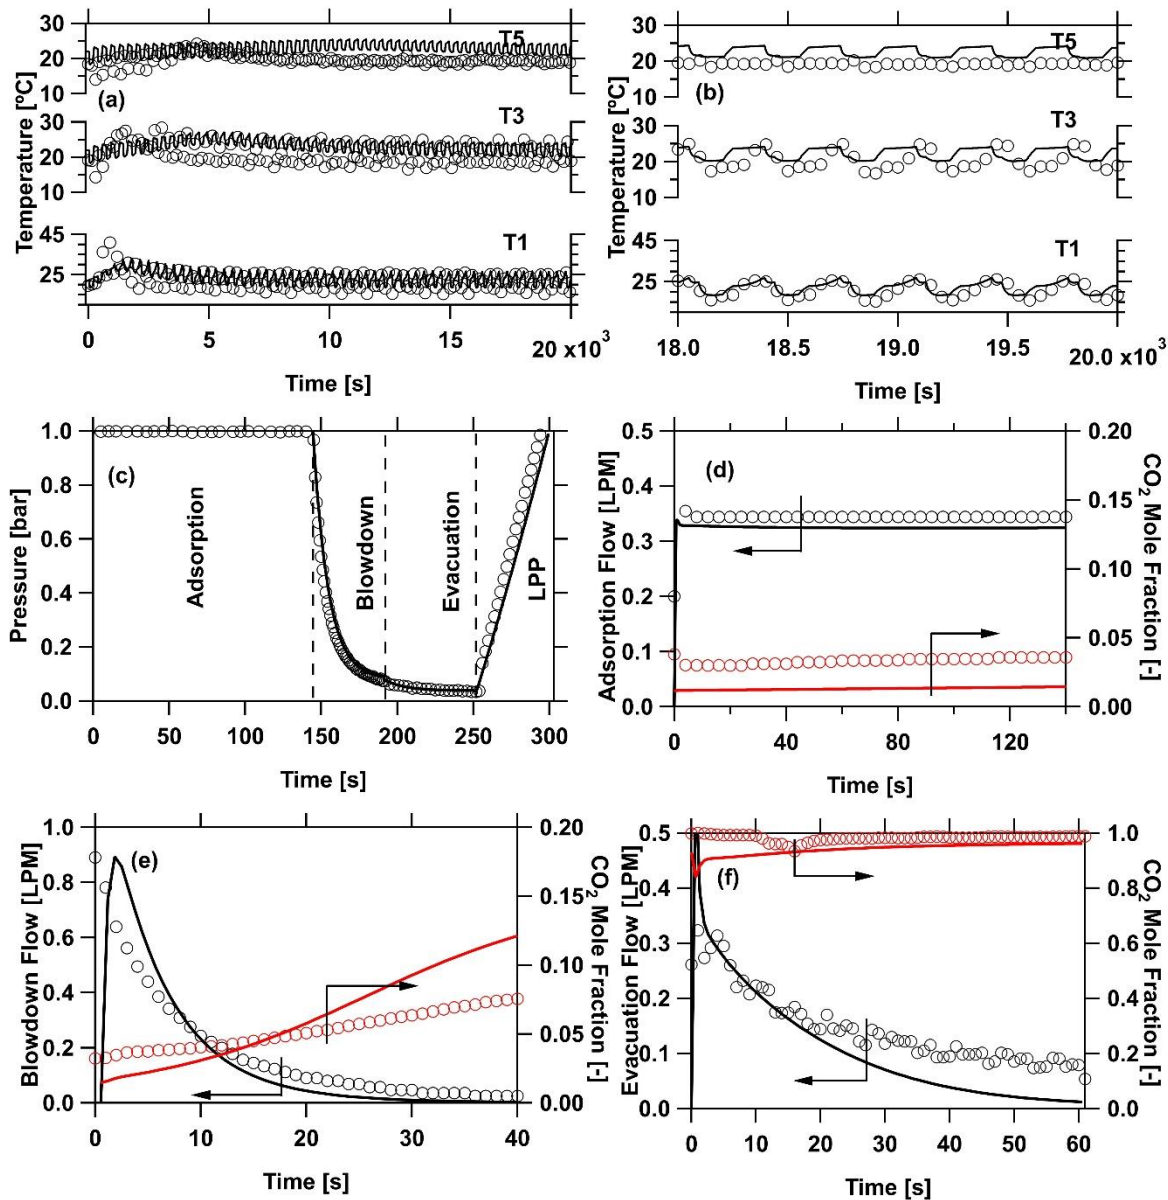 Temperature [ºC]
30
20
10
30
20
10
45
25
T5
(a)
T3
T1
0
5
10
15
20 x10³
Time [s]
Temperature [ºC]
30
20
10
30
20
10
45
25
T5
(b)
T3
T1
18.0
18.5
19.0
19.5
20.0 x10³
Time [s]
Pressure [bar]
1.0
0.8
0.6
0.4
0.2
0.0
(c)
Adsorption
Blowdown
Evacuation
LPP
0
50
100
150
200
250
300
Time [s]
Adsorption Flow [LPM]
0.5
0.4
0.3
0.2
0.1
0.0
(d)
0.20
0.15
0.10
0.05
0.00
CO₂ Mole Fraction [-]
0
40
80
120
Time [s]
Blowdown Flow [LPM]
1.0
0.8
0.6
0.4
0.2
0.0
(e)
0.20
0.15
0.10
0.05
0.00
CO₂ Mole Fraction [-]
0
10
20
30
40
Time [s]
Evacuation Flow [LPM]
0.5
0.4
0.3
0.2
0.1
0.0
(f)
1.0
0.8
0.6
0.4
0.2
0.0
CO₂ Mole Fraction [-]
0
10
20
30
40
50
60
Time [s]